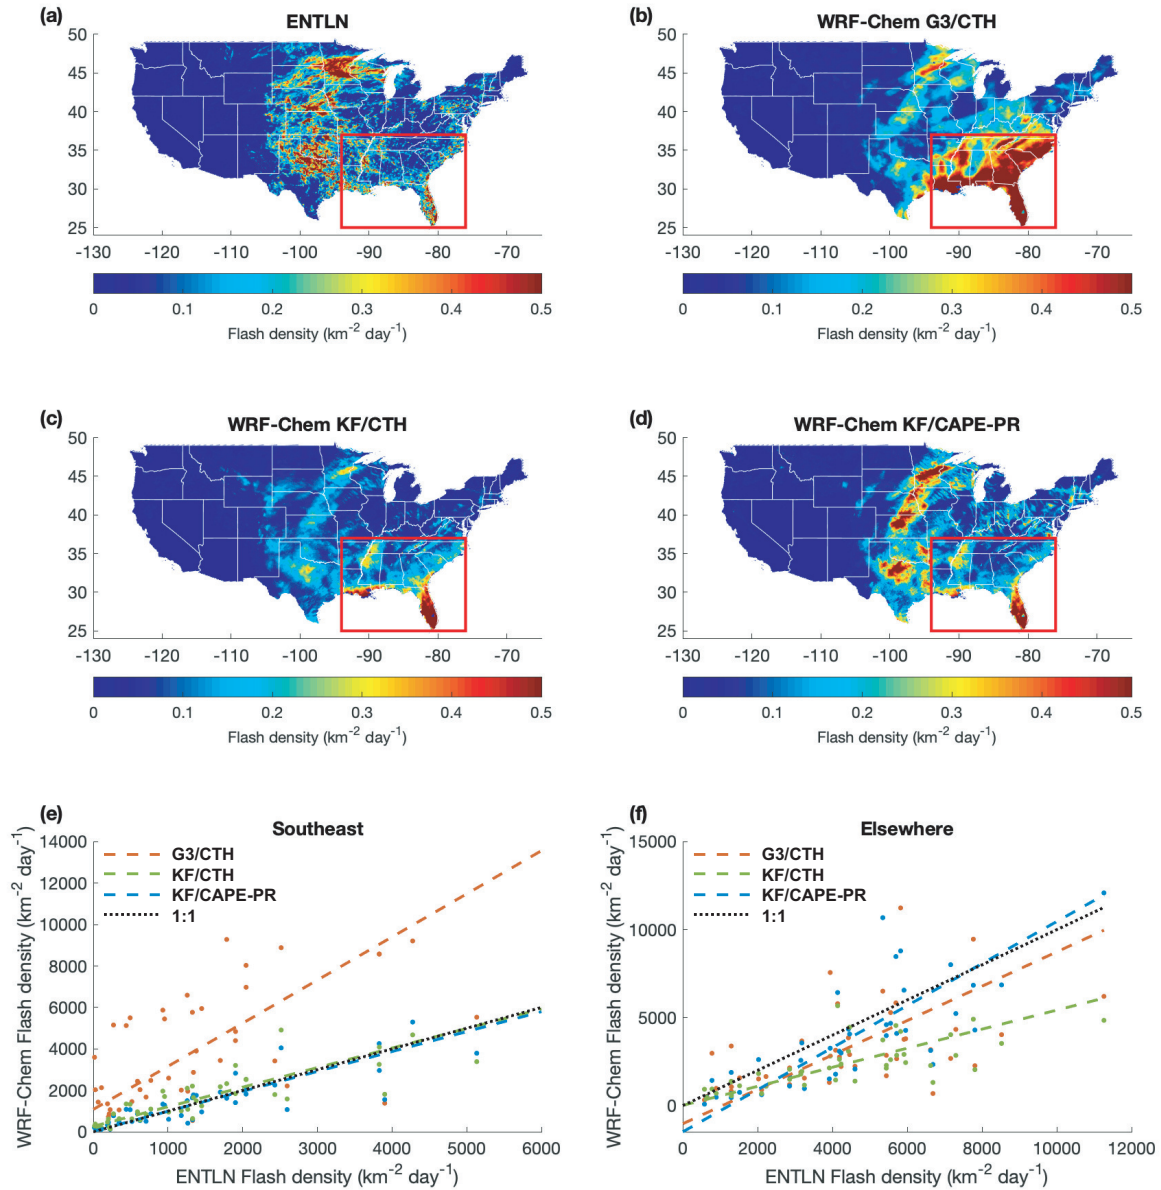 (a) ENTLN
50
45
40
35
30
25
-130 -120 -110 -100 -90 -80 -70
0 0.1 0.2 0.3 0.4 0.5
Flash density (km⁻² day⁻¹)
(b) WRF-Chem G3/CTH
50
45
40
35
30
25
-130 -120 -110 -100 -90 -80 -70
0 0.1 0.2 0.3 0.4 0.5
Flash density (km⁻² day⁻¹)
(c) WRF-Chem KF/CTH
50
45
40
35
30
25
-130 -120 -110 -100 -90 -80 -70
0 0.1 0.2 0.3 0.4 0.5
Flash density (km⁻² day⁻¹)
(d) WRF-Chem KF/CAPE-PR
50
45
40
35
30
25
-130 -120 -110 -100 -90 -80 -70
0 0.1 0.2 0.3 0.4 0.5
Flash density (km⁻² day⁻¹)
(e) Southeast
WRF-Chem Flash density (km⁻² day⁻¹)
14000
12000
10000
8000
6000
4000
2000
0
G3/CTH
KF/CTH
KF/CAPE-PR
1:1
0 1000 2000 3000 4000 5000 6000
ENTLN Flash density (km⁻² day⁻¹)
(f) Elsewhere
WRF-Chem Flash density (km⁻² day⁻¹)
15000
10000
5000
0
G3/CTH
KF/CTH
KF/CAPE-PR
1:1
0 2000 4000 6000 8000 10000 12000
ENTLN Flash density (km⁻² day⁻¹)